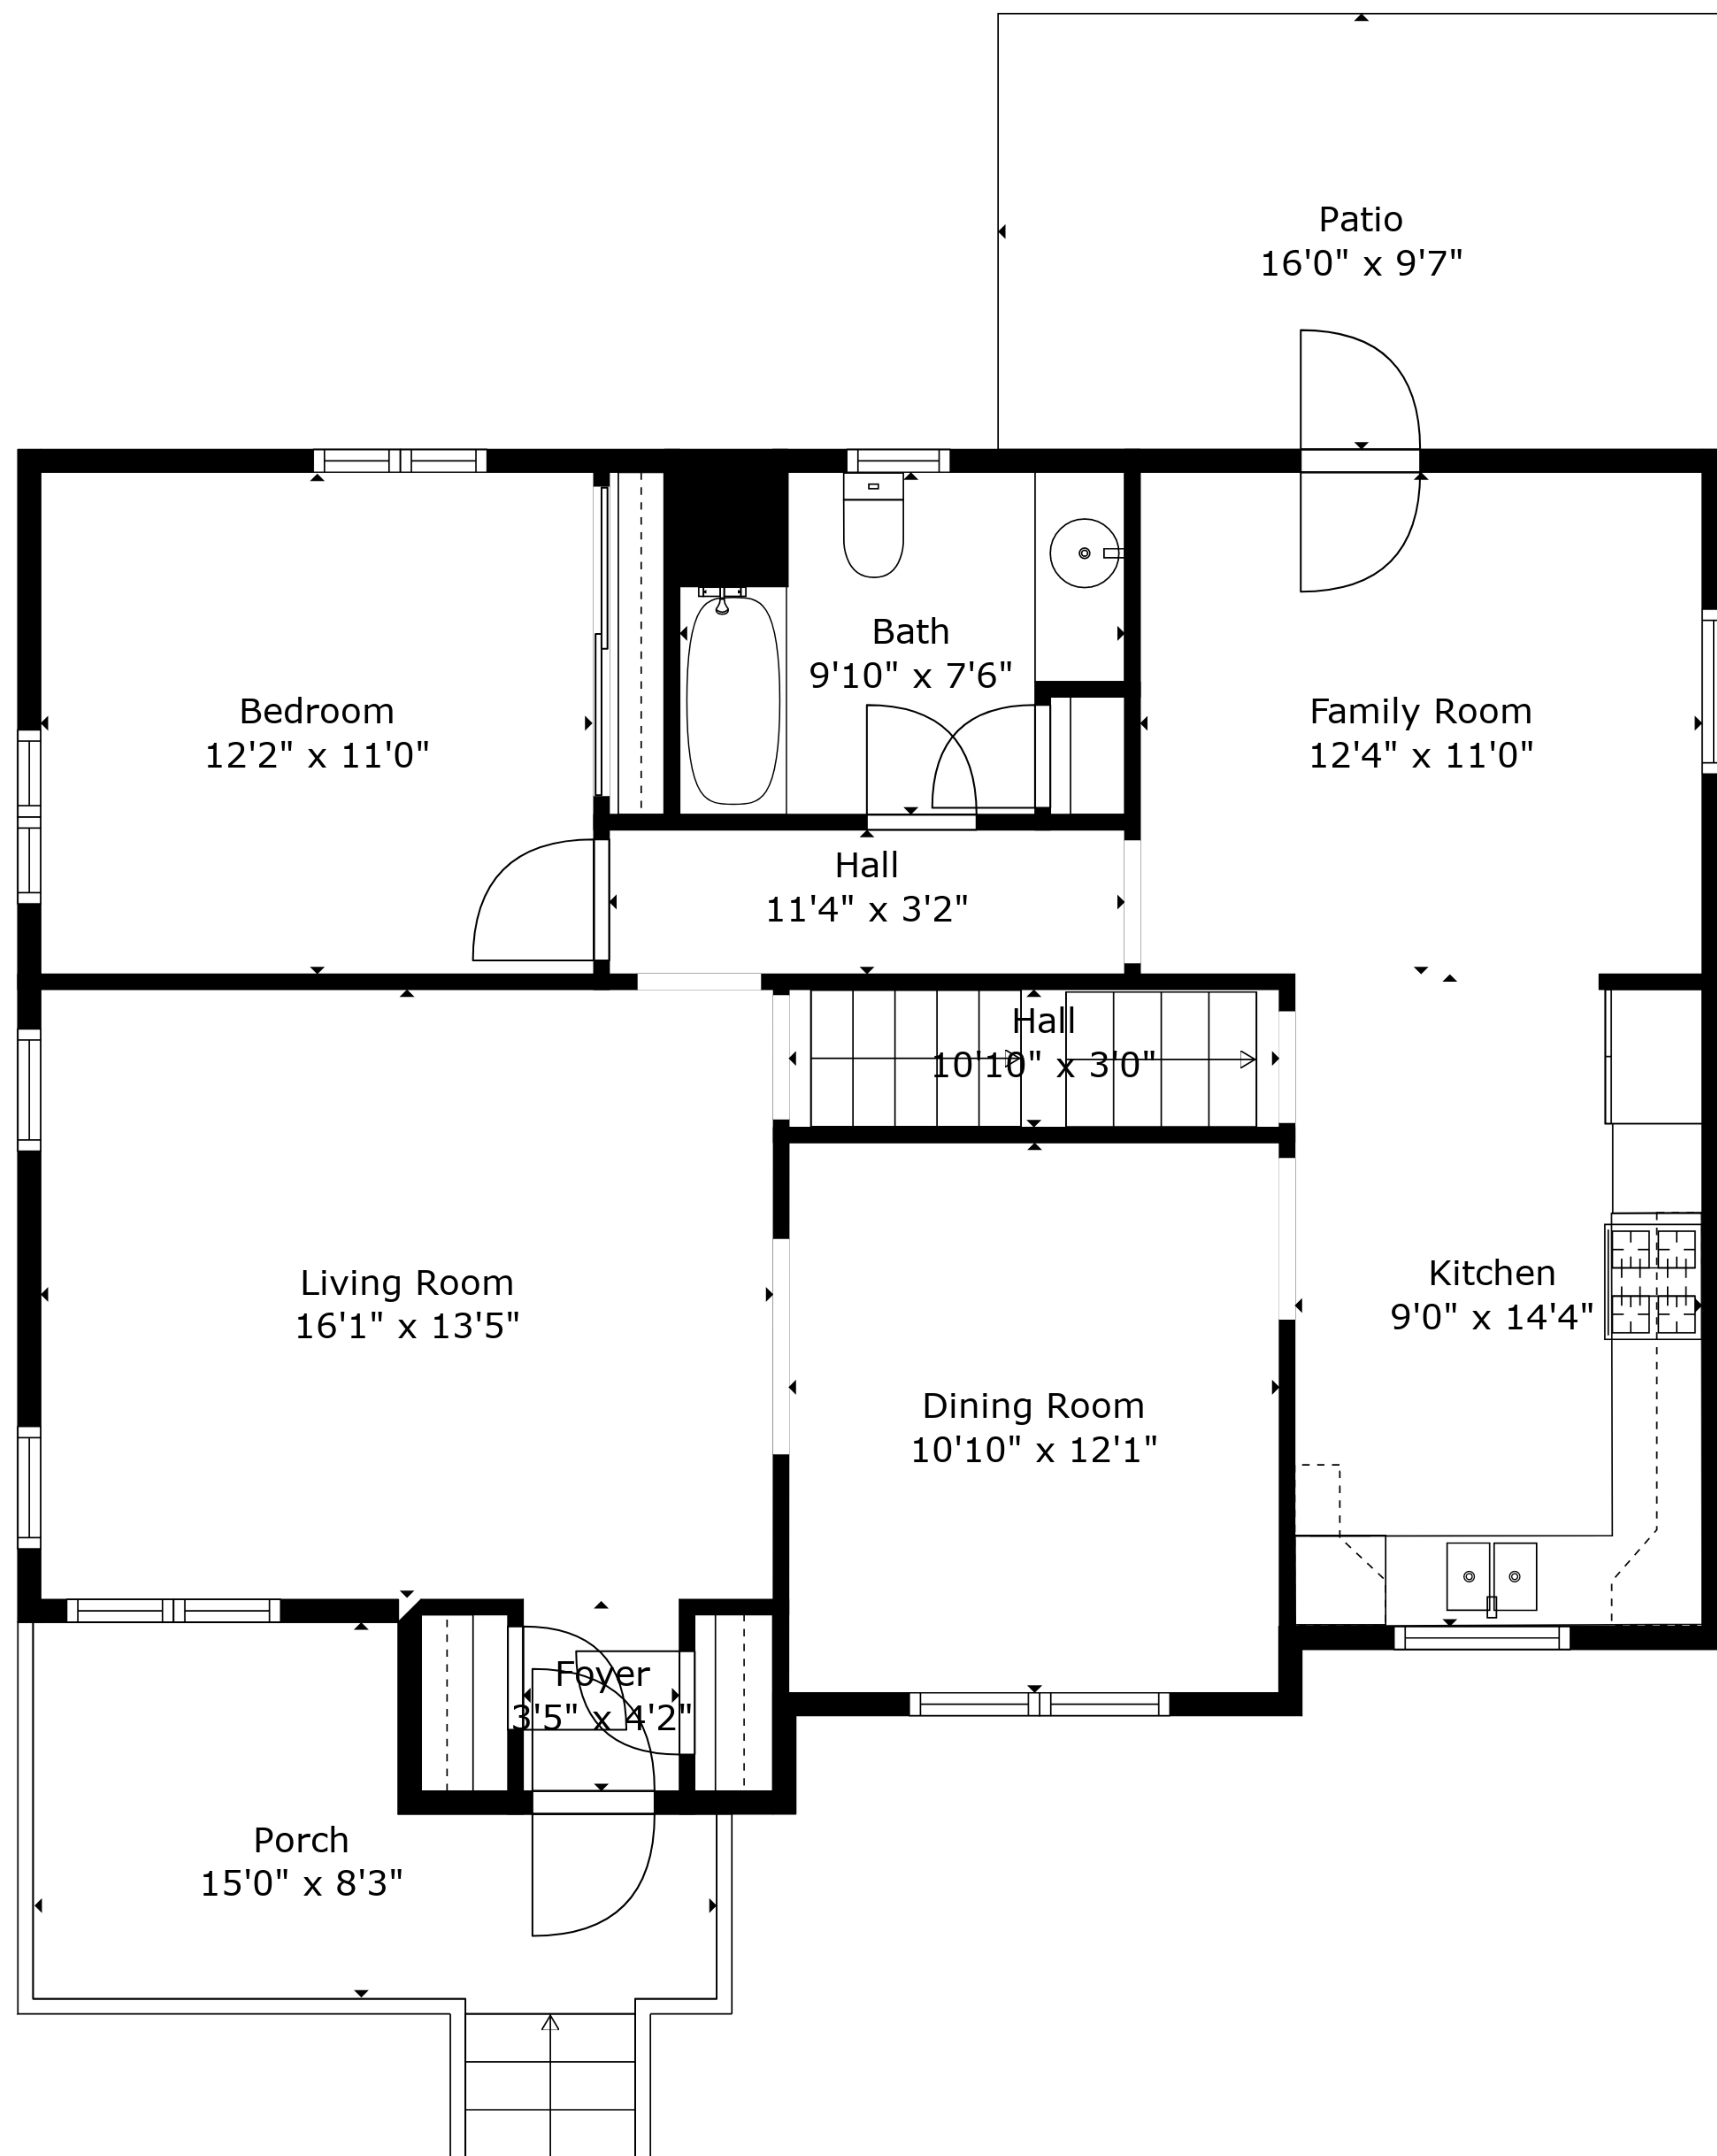 Patio
16'0" x 9'7"
Bath
9'10" x 7'6"
Bedroom
12'2" x 11'0"
Family Room
12'4" x 11'0"
Hall
11'4" x 3'2"
Hall
10'10" x 3'0"
Living Room
16'1" x 13'5"
Kitchen
9'0" x 14'4"
Dining Room
10'10" x 12'1"
Foyer
3'5" x 4'2"
Porch
15'0" x 8'3"